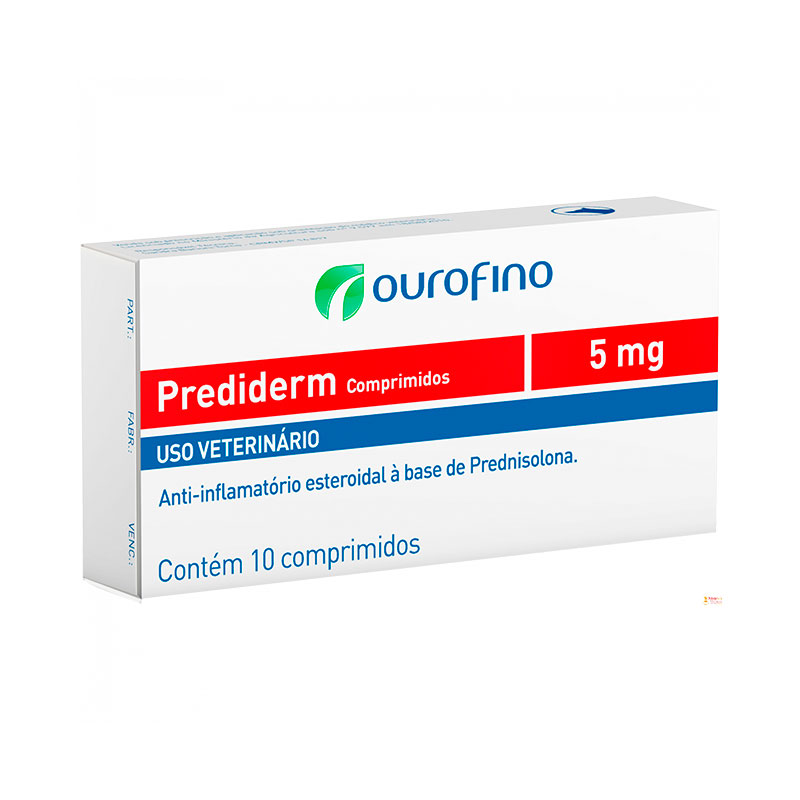 ourofino
Prediderm Comprimidos
5 mg
USO VETERINÁRIO
Anti-inflamatório esteroidal à base de Prednisolona.
Contém 10 comprimidos
PART.:
FABR.:
VENC.: